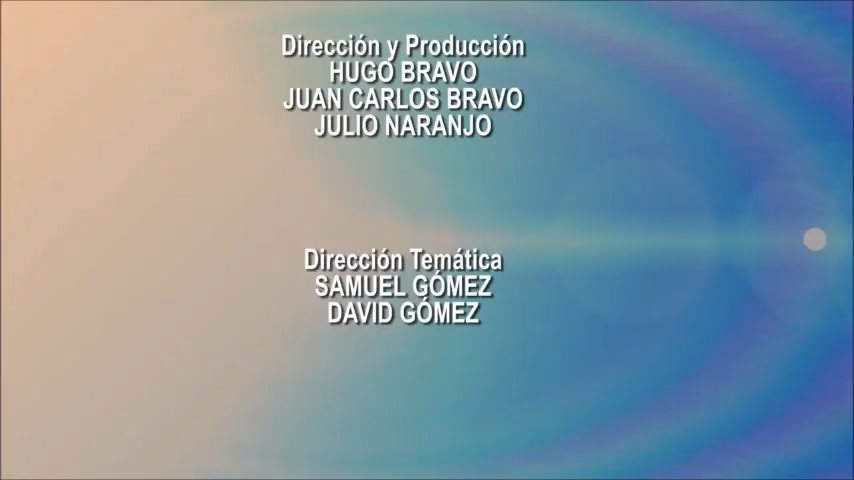 Dirección y Producción
HUGO BRAVO
JUAN CARLOS BRAVO
JULIO NARANJO
Dirección Temática
SAMUEL GÓMEZ
DAVID GÓMEZ